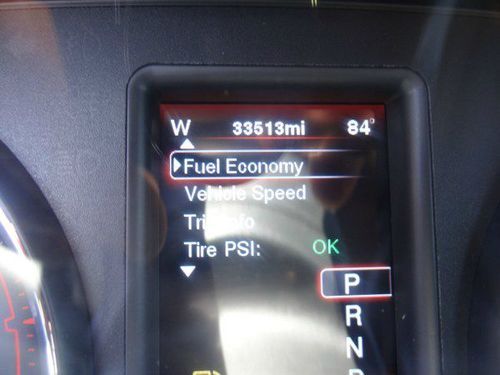 W 33513mi 84°
Fuel Economy
Vehicle Speed
Trip Info
Tire PSI: OK
P
R
N